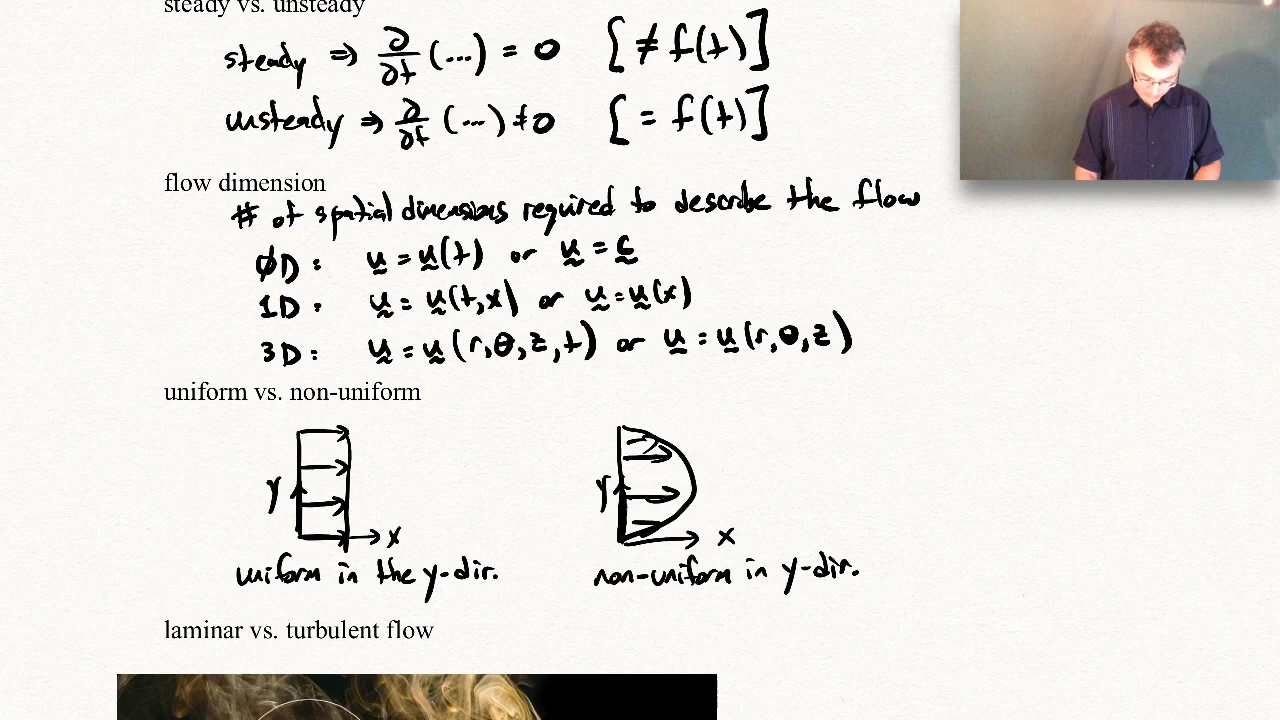 steady vs. unsteady
steady ⇒ ∂/∂t (...) = 0 [≠ f(t)]
unsteady ⇒ ∂/∂t (...) ≠ 0 [= f(t)]
flow dimension
# of spatial dimensions required to describe the flow
0D: u = u(t) or u = c
1D: u = u(t,x) or u = u(x)
3D: u = u(r,θ,z,t) or u = u(r,θ,z)
uniform vs. non-uniform
y x
y x
uniform in the y-dir.
non-uniform in y-dir.
laminar vs. turbulent flow